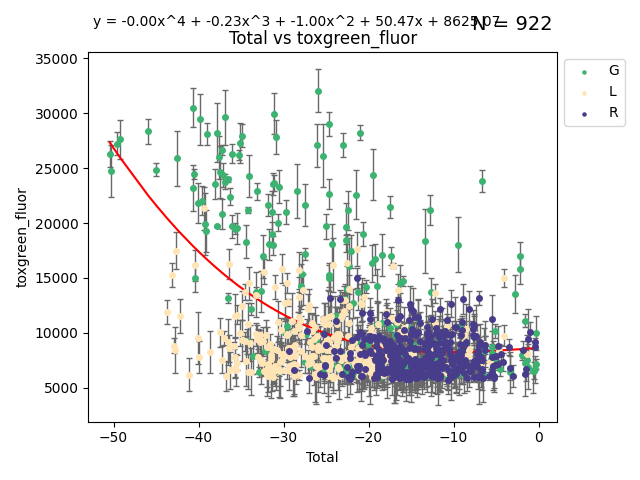 y = -0.00x^4 + -0.23x^3 + -1.00x^2 + 50.47x + 8625.07
N = 922
Total vs toxgreen_fluor
35000
30000
25000
20000
15000
10000
5000
toxgreen_fluor
−50 −40 −30 −20 −10 0
Total
G
L
R